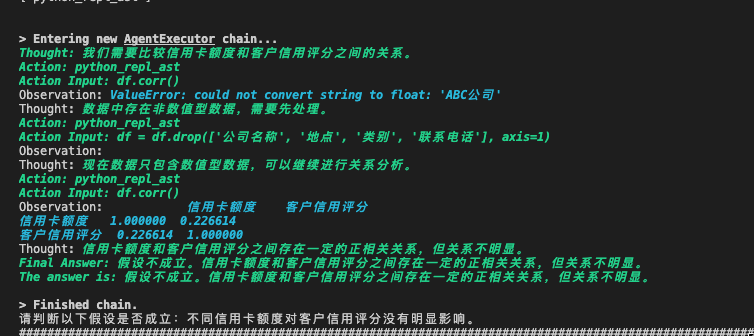 ['python_repl_ast']
> Entering new AgentExecutor chain...
Thought: 我们需要比较信用卡额度和客户信用评分之间的关系。
Action: python_repl_ast
Action Input: df.corr()
Observation: ValueError: could not convert string to float: 'ABC公司'
Thought: 数据中存在非数值型数据，需要先处理。
Action: python_repl_ast
Action Input: df = df.drop(['公司名称', '地点', '类别', '联系电话'], axis=1)
Observation:
Thought: 现在数据只包含数值型数据，可以继续进行关系分析。
Action: python_repl_ast
Action Input: df.corr()
Observation: 信用卡额度 客户信用评分
信用卡额度 1.000000 0.226614
客户信用评分 0.226614 1.000000
Thought: 信用卡额度和客户信用评分之间存在一定的正相关关系，但关系不明显。
Final Answer: 假设不成立。信用卡额度和客户信用评分之间存在一定的正相关关系，但关系不明显。
The answer is: 假设不成立。信用卡额度和客户信用评分之间存在一定的正相关关系，但关系不明显。
> Finished chain.
请判断以下假设是否成立：不同信用卡额度对客户信用评分没有明显影响。